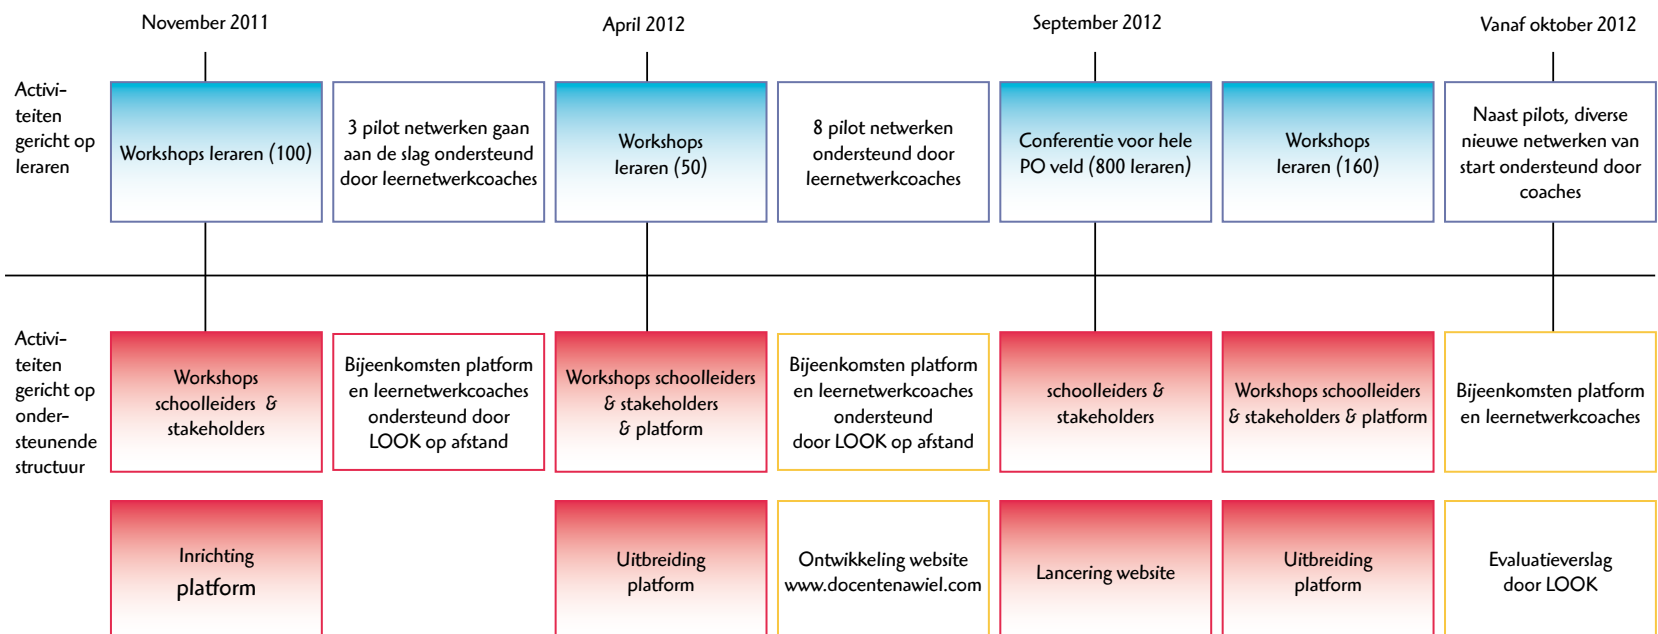 November 2011
April 2012
September 2012
Vanaf oktober 2012
Activi-
teiten
gericht op
leraren
Workshops leraren (100)
3 pilot netwerken gaan
aan de slag ondersteund
door leernetwerkcoaches
Workshops
leraren (50)
8 pilot netwerken
ondersteund door
leernetwerkcoaches
Conferentie voor hele
PO veld (800 leraren)
Workshops
leraren (160)
Naast pilots, diverse
nieuwe netwerken van
start ondersteund door
coaches
Activi-
teiten
gericht op
onder-
steunende
structuur
Workshops
schoolleiders &
stakeholders
Bijeenkomsten platform
en leernetwerkcoaches
ondersteund door
LOOK op afstand
Workshops schoolleiders
& stakeholders
& platform
Bijeenkomsten platform
en leernetwerkcoaches
ondersteund
door LOOK op afstand
schoolleiders &
stakeholders
Workshops schoolleiders
& stakeholders & platform
Bijeenkomsten platform
en leernetwerkcoaches
Inrichting
platform
Uitbreiding
platform
Ontwikkeling website
www.docentenawiel.com
Lancering website
Uitbreiding
platform
Evaluatieverslag
door LOOK